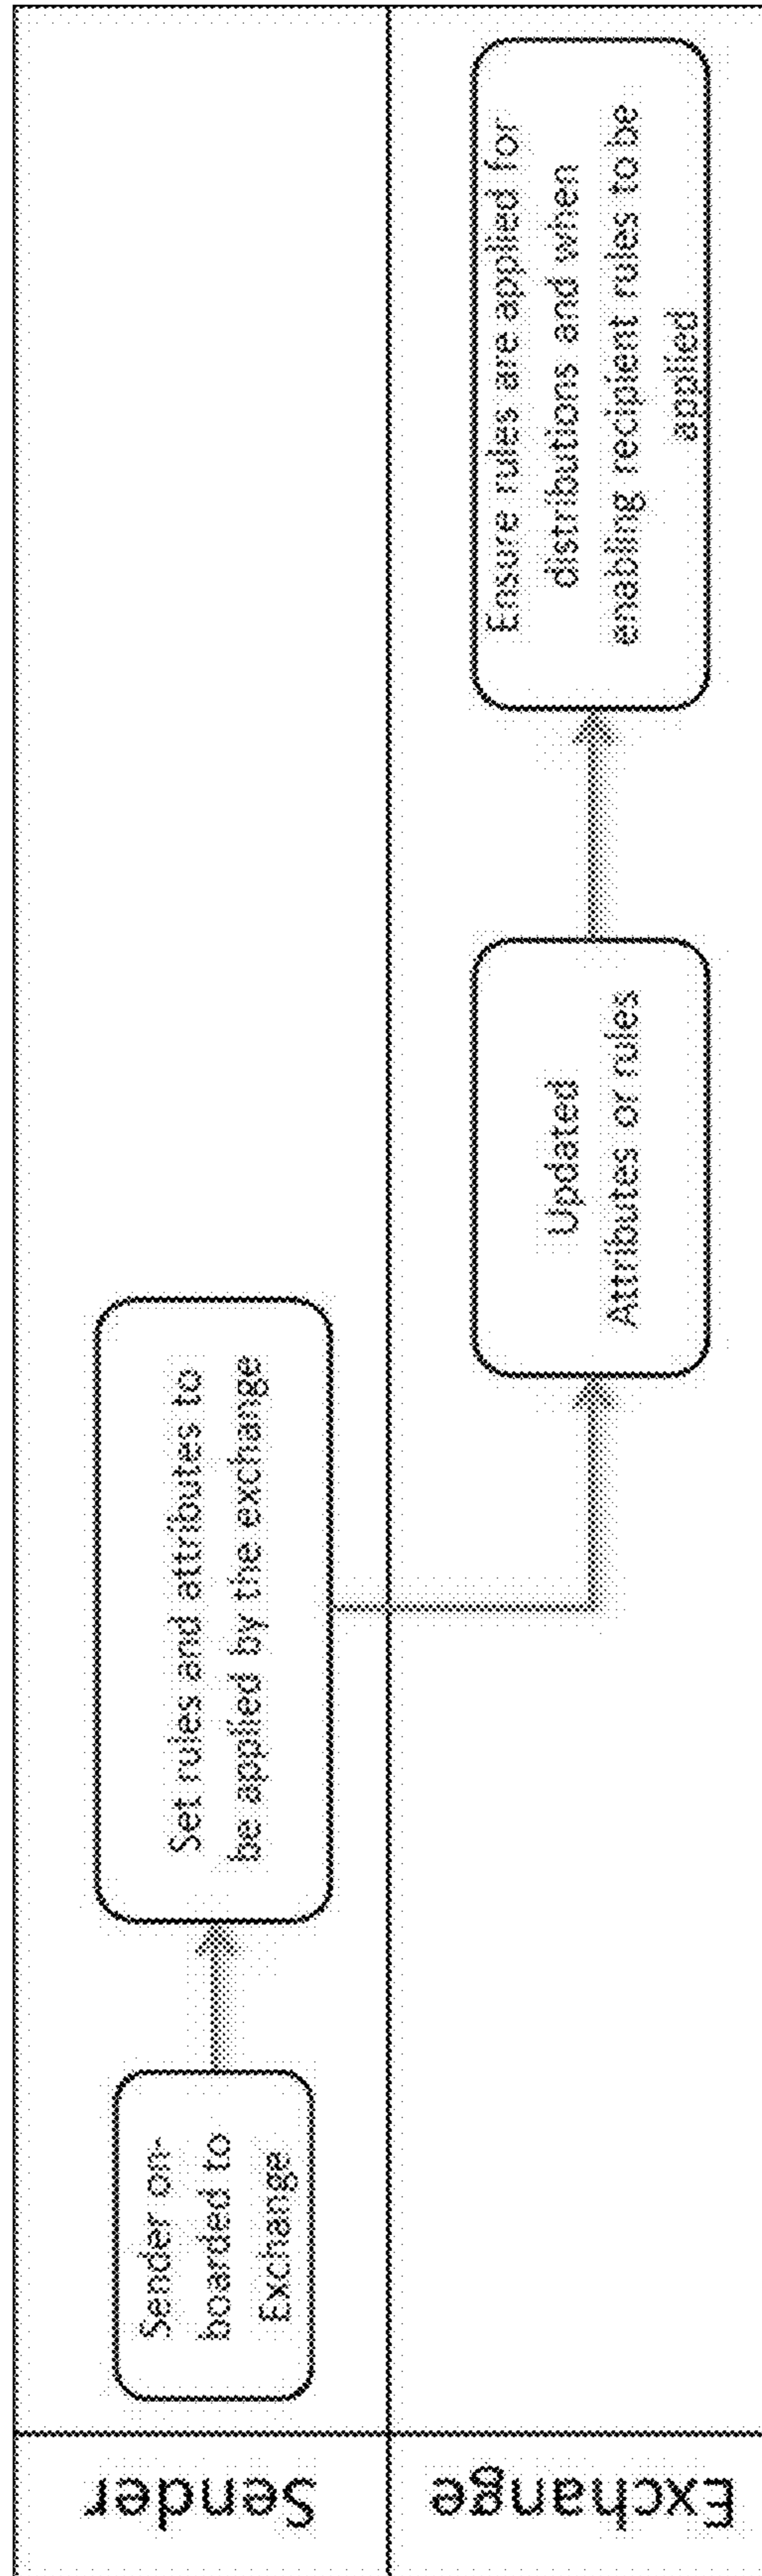 Sender
Sender on-
boarded to
Exchange
Set rules and attributes to
be applied by the exchange
Exchange
Updated
Attributes or rules
Ensure rules are applied for
distributions and when
enabling recipient rules to be
applied